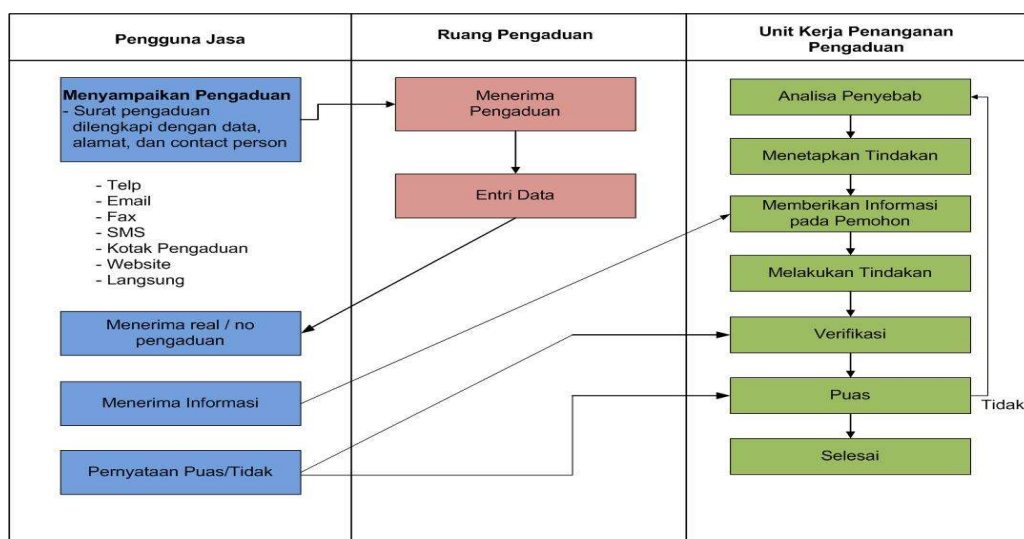 Pengguna Jasa
Ruang Pengaduan
Unit Kerja Penanganan
Pengaduan
Menyampaikan Pengaduan
- Surat pengaduan
dilengkapi dengan data,
alamat, dan contact person
- Telp
- Email
- Fax
- SMS
- Kotak Pengaduan
- Website
- Langsung
Menerima real / no
pengaduan
Menerima Informasi
Pernyataan Puas/Tidak
Menerima
Pengaduan
Entri Data
Analisa Penyebab
Menetapkan Tindakan
Memberikan Informasi
pada Pemohon
Melakukan Tindakan
Verifikasi
Puas
Tidak
Selesai